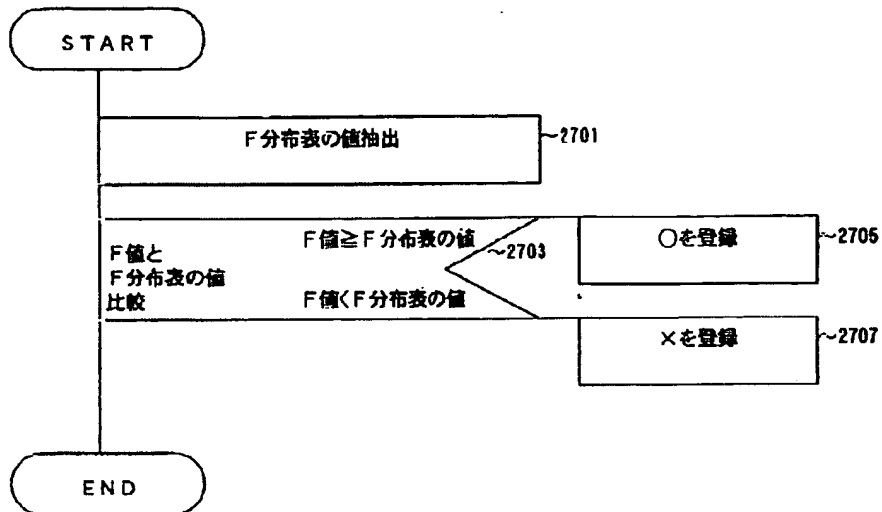 START
F分布表の値抽出
~2701
F値と
F分布表の値
比較
F値≧F分布表の値
~2703
F値<F分布表の値
○を登録
~2705
×を登録
~2707
END